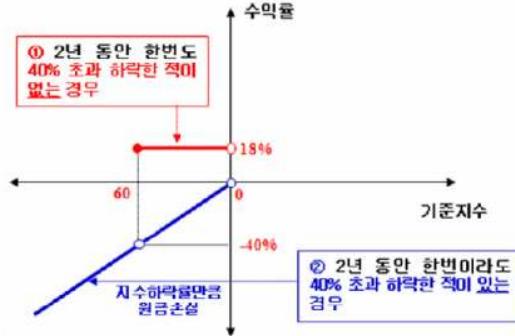 수익률
① 2년 동안 한번도
40% 초과 하락한 적이
없는 경우
18%
60
0
기준지수
-40%
② 2년 동안 한번이라도
40% 초과 하락한 적이 있는
경우
지수하락률만큼
원금손실